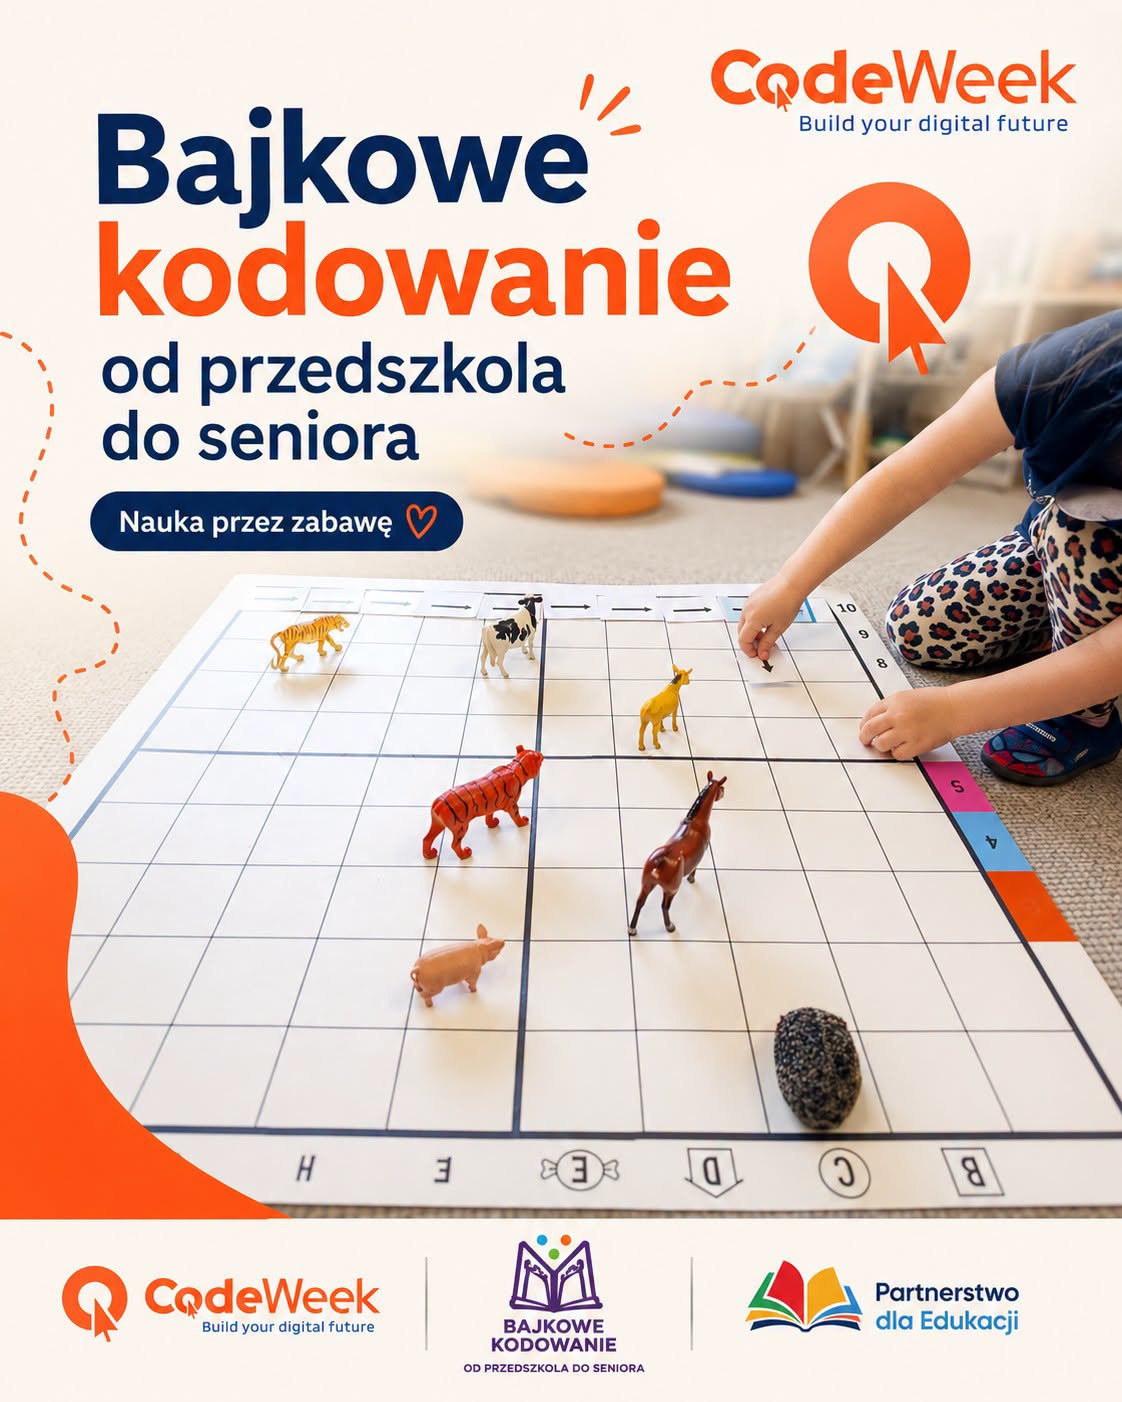 CodeWeek
Build your digital future
Bajkowe
kodowanie
od przedszkola
do seniora
Nauka przez zabawę
10
9
8
5
4
H
E
E
D
C
B
CodeWeek
Build your digital future
BAJKOWE
KODOWANIE
OD PRZEDSZKOLA DO SENIORA
Partnerstwo
dla Edukacji